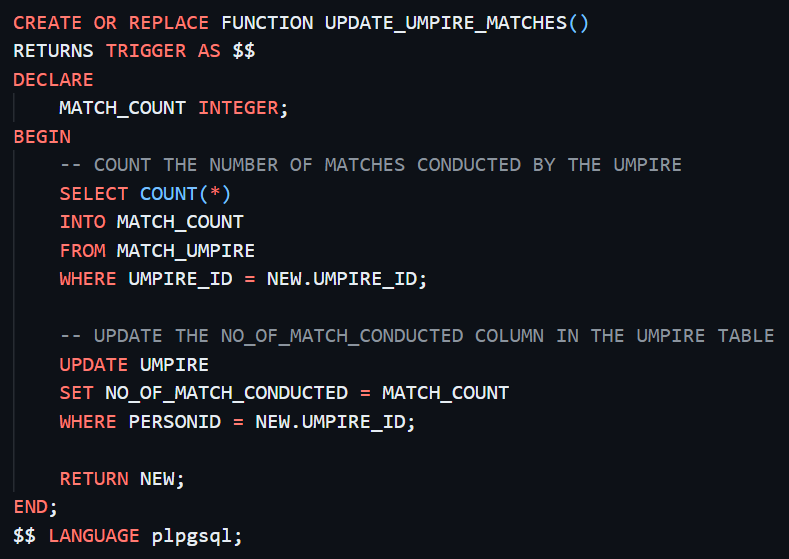 CREATE OR REPLACE FUNCTION UPDATE_UMPIRE_MATCHES()
RETURNS TRIGGER AS $$
DECLARE
    MATCH_COUNT INTEGER;
BEGIN
    -- COUNT THE NUMBER OF MATCHES CONDUCTED BY THE UMPIRE
    SELECT COUNT(*)
    INTO MATCH_COUNT
    FROM MATCH_UMPIRE
    WHERE UMPIRE_ID = NEW.UMPIRE_ID;

    -- UPDATE THE NO_OF_MATCH_CONDUCTED COLUMN IN THE UMPIRE TABLE
    UPDATE UMPIRE
    SET NO_OF_MATCH_CONDUCTED = MATCH_COUNT
    WHERE PERSONID = NEW.UMPIRE_ID;

    RETURN NEW;
END;
$$ LANGUAGE plpgsql;